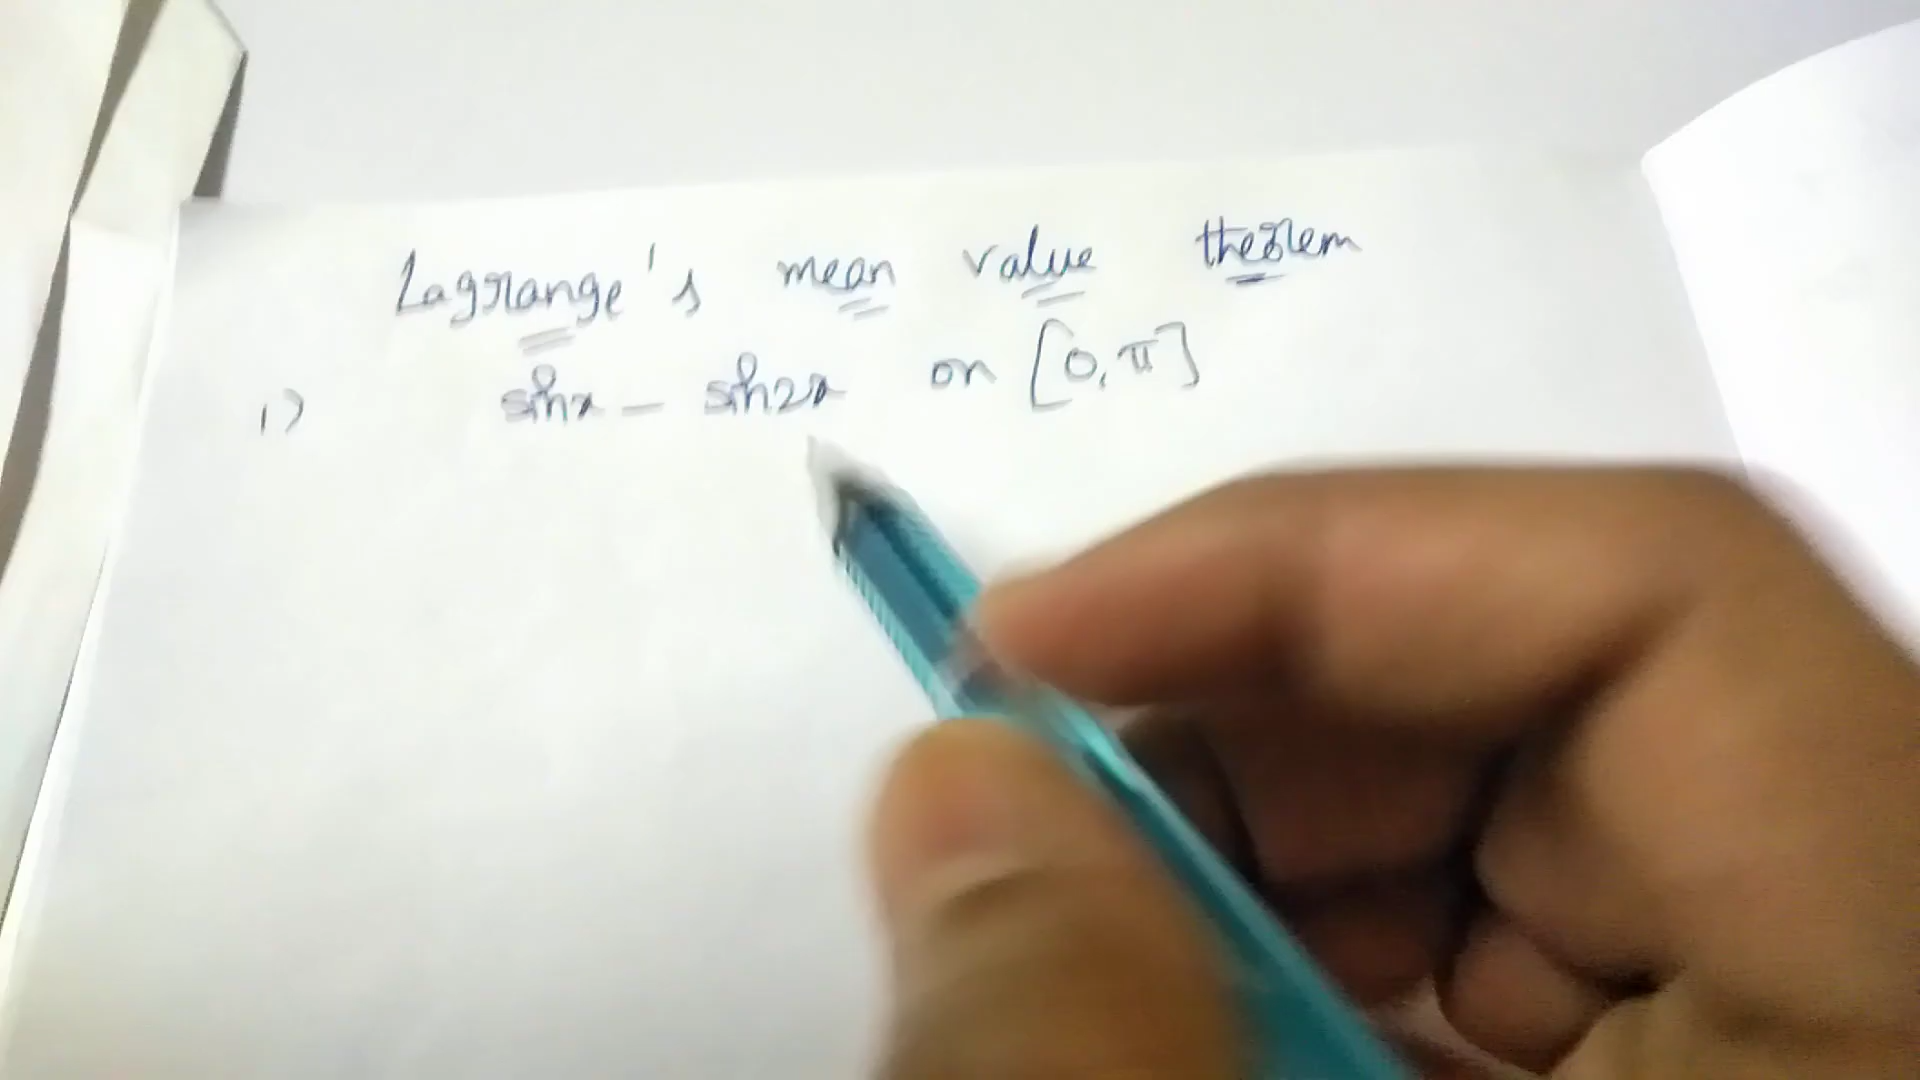 Lagrange's mean value theorem
1) sinx - sin2x on [0, π]